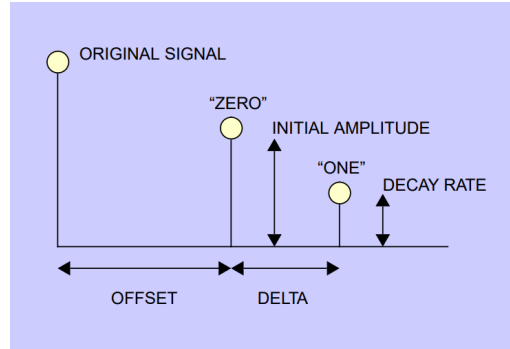 ORIGINAL SIGNAL
“ZERO”
INITIAL AMPLITUDE
“ONE”
DECAY RATE
OFFSET
DELTA